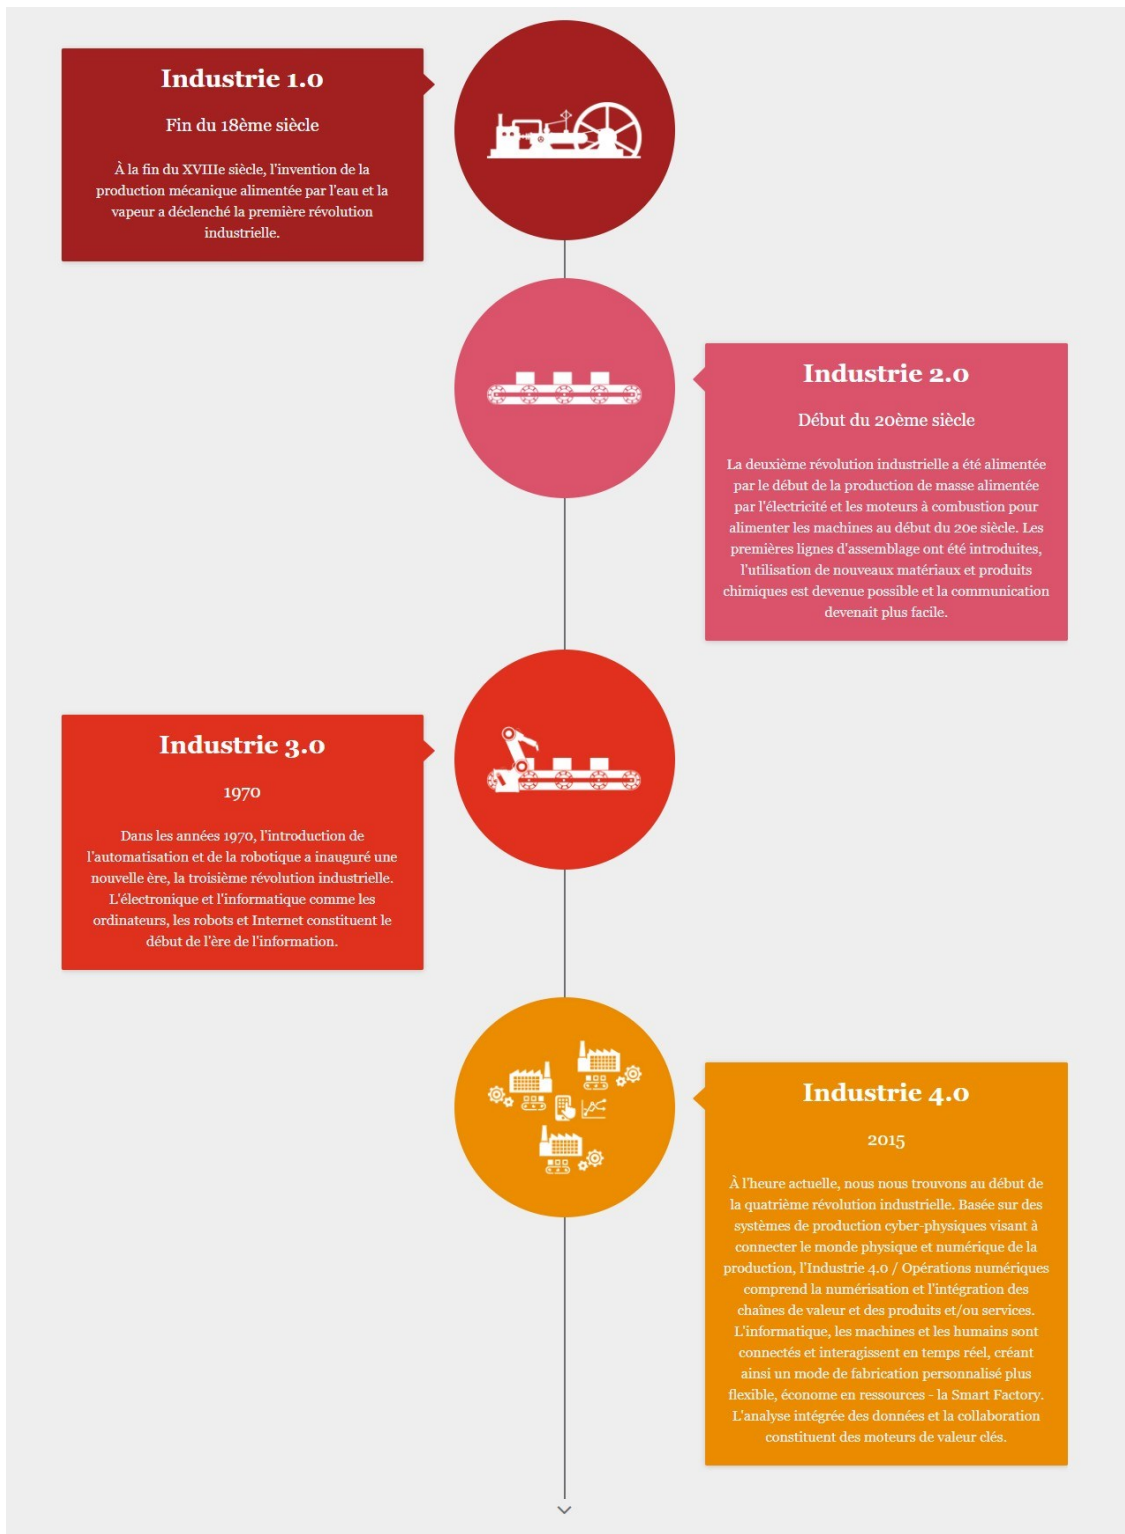 Industrie 1.0
Fin du 18ème siècle
À la fin du XVIIIe siècle, l'invention de la
production mécanique alimentée par l'eau et la
vapeur a déclenché la première révolution
industrielle.
Industrie 2.0
Début du 20ème siècle
La deuxième révolution industrielle a été alimentée
par le début de la production de masse alimentée
par l'électricité et les moteurs à combustion pour
alimenter les machines au début du 20e siècle. Les
premières lignes d'assemblage ont été introduites,
l'utilisation de nouveaux matériaux et produits
chimiques est devenue possible et la communication
devenait plus facile.
Industrie 3.0
1970
Dans les années 1970, l'introduction de
l'automatisation et de la robotique a inauguré une
nouvelle ère, la troisième révolution industrielle.
L'électronique et l'informatique comme les
ordinateurs, les robots et Internet constituent le
début de l'ère de l'information.
Industrie 4.0
2015
À l'heure actuelle, nous nous trouvons au début de
la quatrième révolution industrielle. Basée sur des
systèmes de production cyber-physiques visant à
connecter le monde physique et numérique de la
production, l'Industrie 4.0 / Opérations numériques
comprend la numérisation et l'intégration des
chaînes de valeur et des produits et/ou services.
L'informatique, les machines et les humains sont
connectés et interagissent en temps réel, créant
ainsi un mode de fabrication personnalisé plus
flexible, économe en ressources - la Smart Factory.
L'analyse intégrée des données et la collaboration
constituent des moteurs de valeur clés.